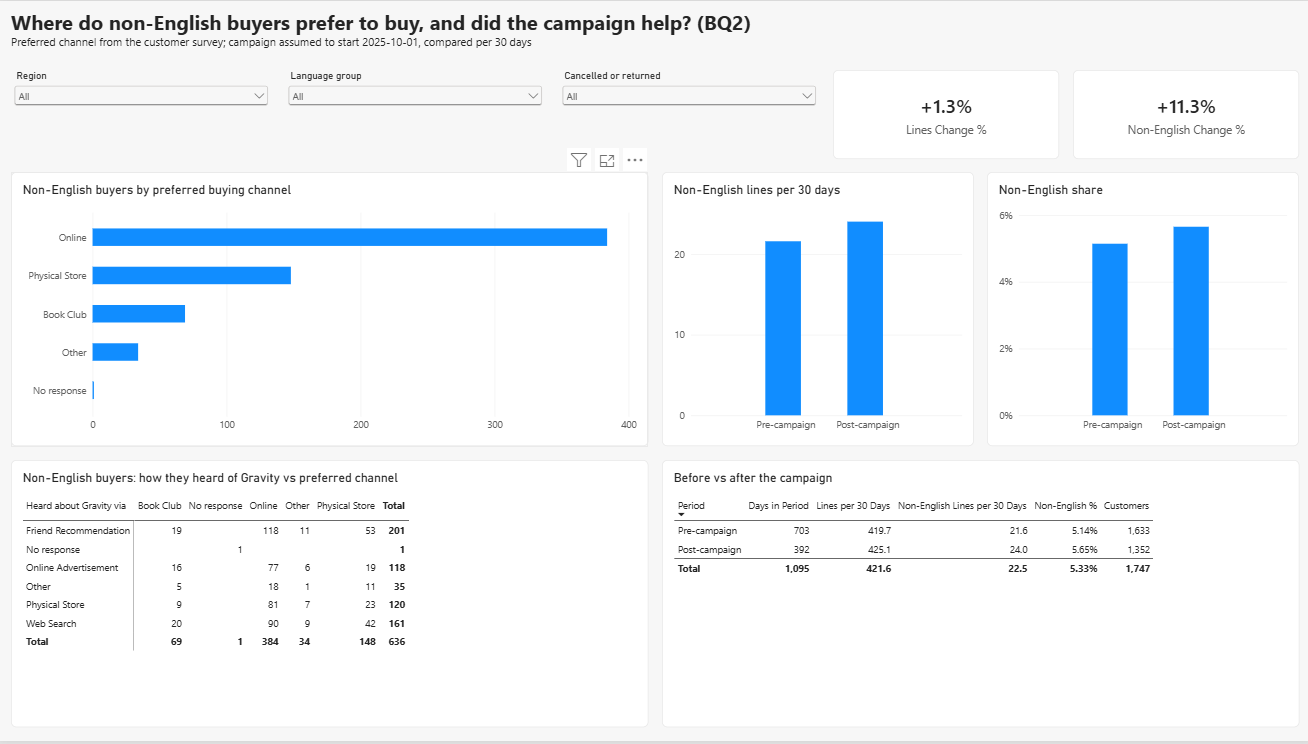 Where do non-English buyers prefer to buy, and did the campaign help? (BQ2)
Preferred channel from the customer survey; campaign assumed to start 2025-10-01, compared per 30 days
Region
All
Language group
All
Cancelled or returned
All
+1.3%
Lines Change %
+11.3%
Non-English Change %
Non-English buyers by preferred buying channel
Online
Physical Store
Book Club
Other
No response
0 100 200 300 400
Non-English lines per 30 days
20
10
0
Pre-campaign Post-campaign
Non-English share
6%
4%
2%
0%
Pre-campaign Post-campaign
Non-English buyers: how they heard of Gravity vs preferred channel
Heard about Gravity via Book Club No response Online Other Physical Store Total
Friend Recommendation 19 118 11 53 201
No response 1 1
Online Advertisement 16 77 6 19 118
Other 5 18 1 11 35
Physical Store 9 81 7 23 120
Web Search 20 90 9 42 161
Total 69 1 384 34 148 636
Before vs after the campaign
Period Days in Period Lines per 30 Days Non-English Lines per 30 Days Non-English % Customers
Pre-campaign 703 419.7 21.6 5.14% 1,633
Post-campaign 392 425.1 24.0 5.65% 1,352
Total 1,095 421.6 22.5 5.33% 1,747